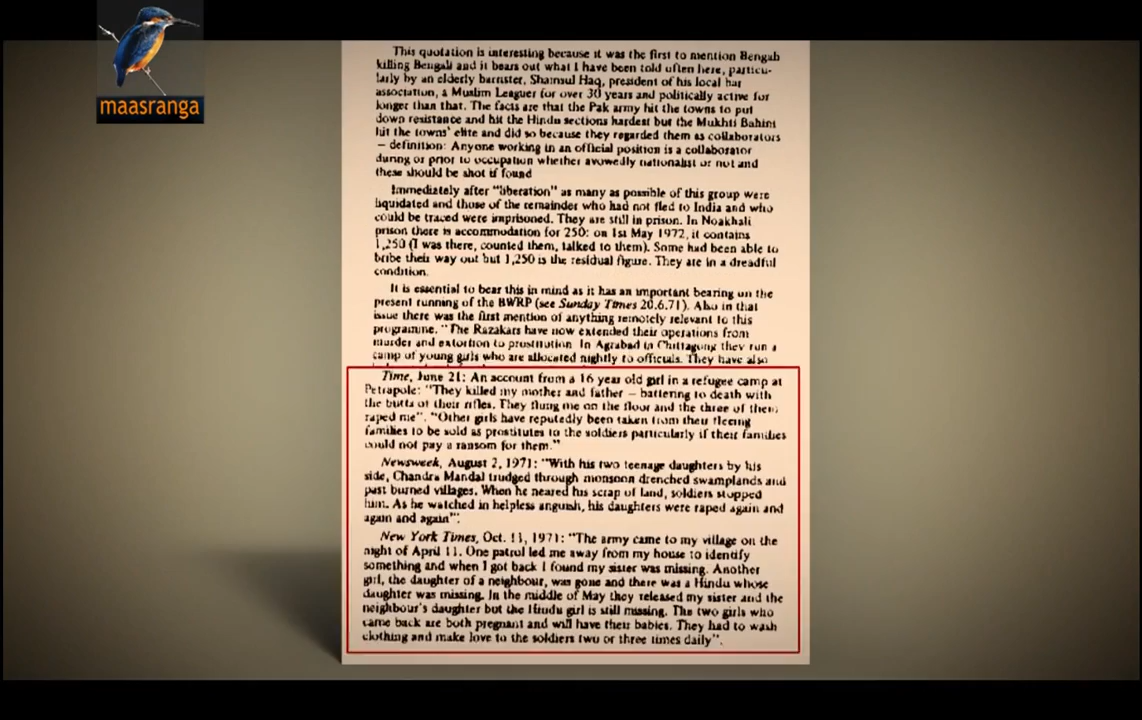 maasranga
This quotation is interesting because it was the first to mention Bengali
killing Bengali and it bears out what I have been told often here, particu-
larly by an elderly barrister, Shamsul Haq, president of his local bar
association, a Muslim Leaguer for over 30 years and politically active for
longer than that. The facts are that the Pak army hit the towns to put
down resistance and hit the Hindu sections hardest but the Mukhti Bahini
hit the towns' elite and did so because they regarded them as collaborators
– definition: Anyone working in an official position is a collaborator
during or prior to occupation whether avowedly nationalist or not and
these should be shot if found
Immediately after "liberation" as many as possible of this group were
liquidated and those of the remainder who had not fled to India and who
could be traced were imprisoned. They are still in prison. In Noakhali
prison there is accommodation for 250: on 1st May 1972, it contains
1,250 (I was there, counted them, talked to them). Some had been able to
bribe their way out but 1,250 is the residual figure. They are in a dreadful
condition.
It is essential to bear this in mind as it has an important bearing on the
present running of the BWRP (see Sunday Times 20.6.71). Also in that
issue there was the first mention of anything remotely relevant to this
programme. "The Razakars have now extended their operations from
murder and extortion to prostitution. In Agrabad in Chittagong they run a
camp of young girls who are allocated nightly to officials. They have also
Time, June 21: An account from a 16 year old girl in a refugee camp at
Petrapole: "They killed my mother and father – battering to death with
the butts of their rifles. They flung me on the floor and the three of them
raped me". "Other girls have reputedly been taken from their fleeing
families to be sold as prostitutes to the soldiers particularly if their families
could not pay a ransom for them."
Newsweek, August 2, 1971: "With his two teenage daughters by his
side, Chandra Mandal trudged through monsoon drenched swamplands and
past burned villages. When he neared his scrap of land, soldiers stopped
him. As he watched in helpless anguish, his daughters were raped again and
again and again".
New York Times, Oct. 11, 1971: "The army came to my village on the
night of April 11. One patrol led me away from my house to identify
something and when I got back I found my sister was missing. Another
girl, the daughter of a neighbour, was gone and there was a Hindu whose
daughter was missing. In the middle of May they released my sister and the
neighbour's daughter but the Hindu girl is still missing. The two girls who
came back are both pregnant and will have their babies. They had to wash
clothing and make love to the soldiers two or three times daily".